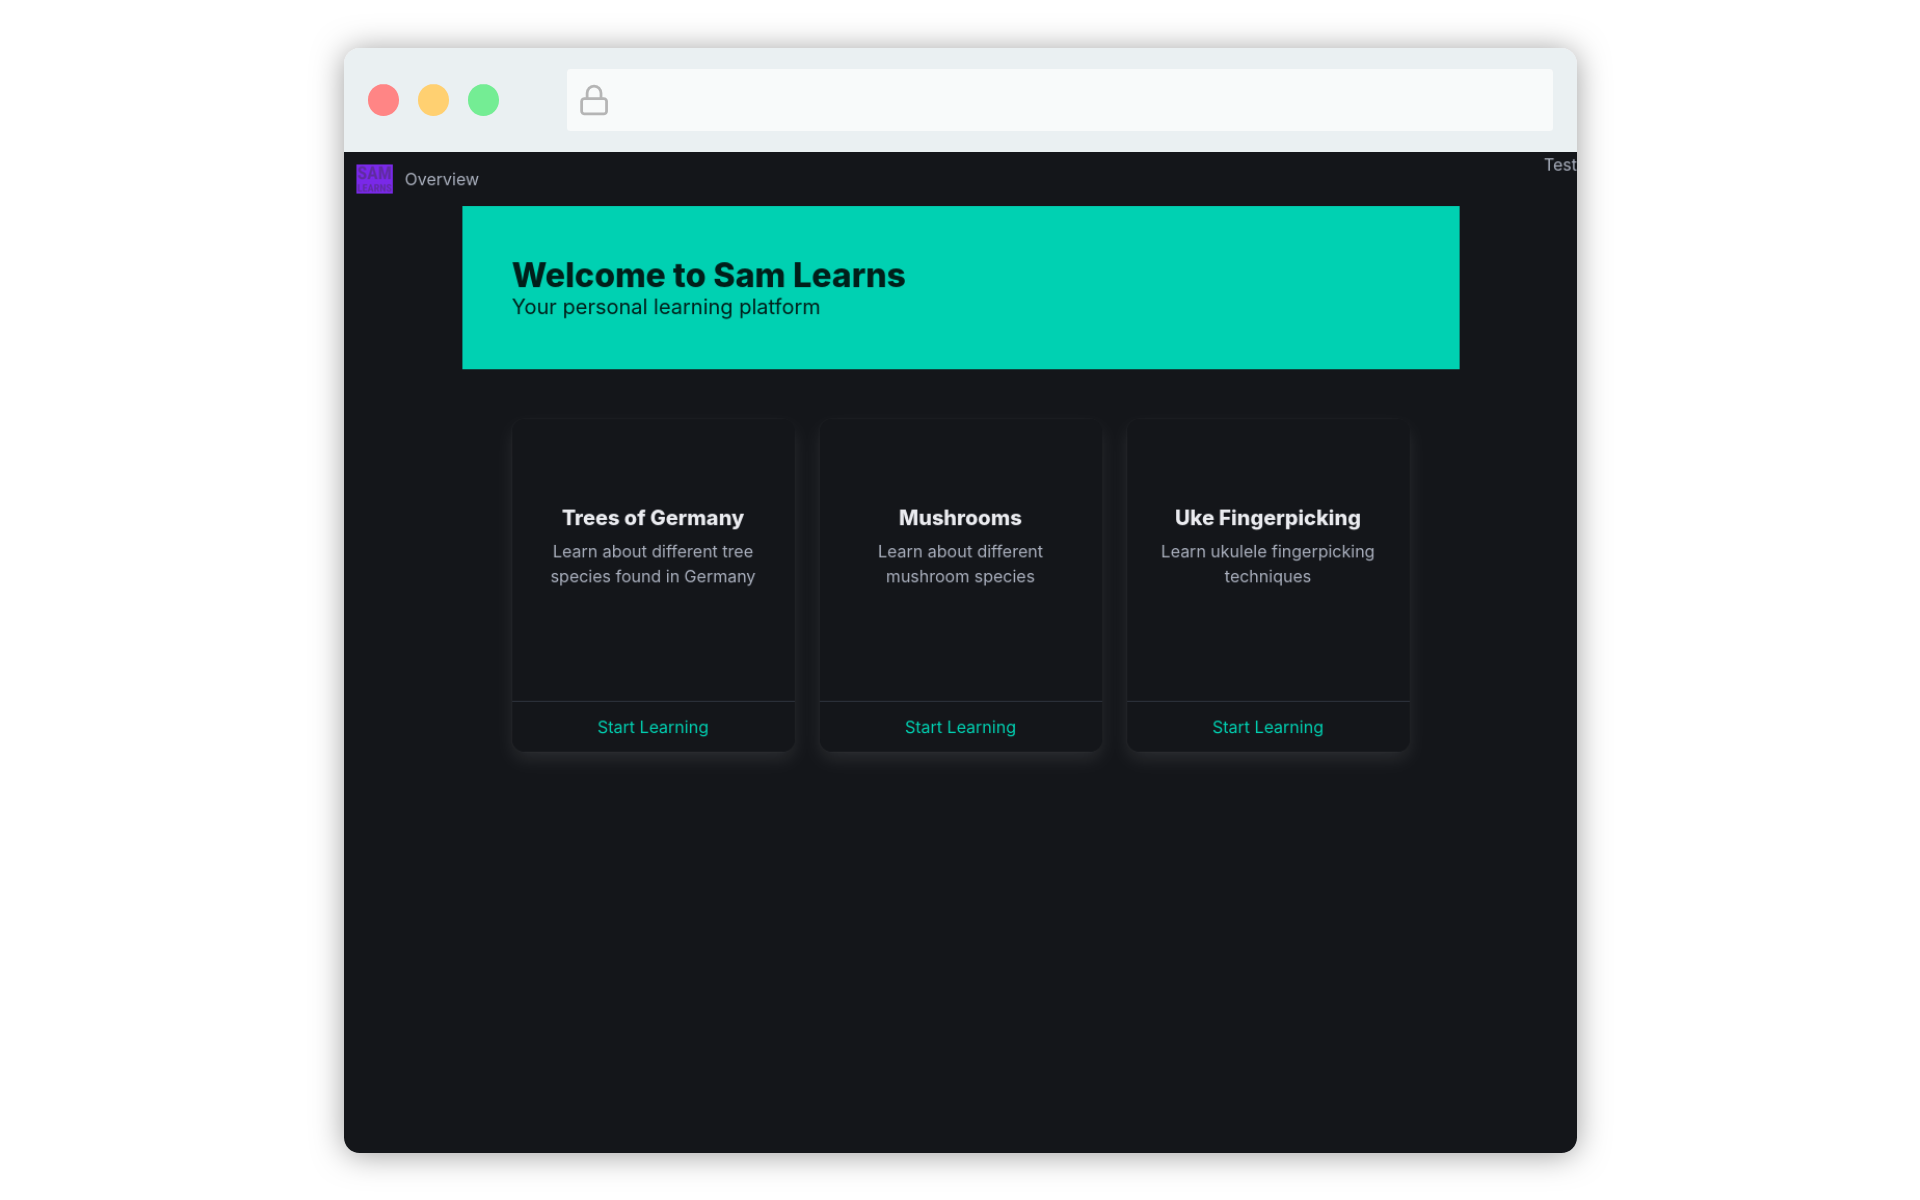 SAM
LEARNS
Overview
Test
Welcome to Sam Learns
Your personal learning platform
Trees of Germany
Learn about different tree
species found in Germany
Start Learning
Mushrooms
Learn about different
mushroom species
Start Learning
Uke Fingerpicking
Learn ukulele fingerpicking
techniques
Start Learning